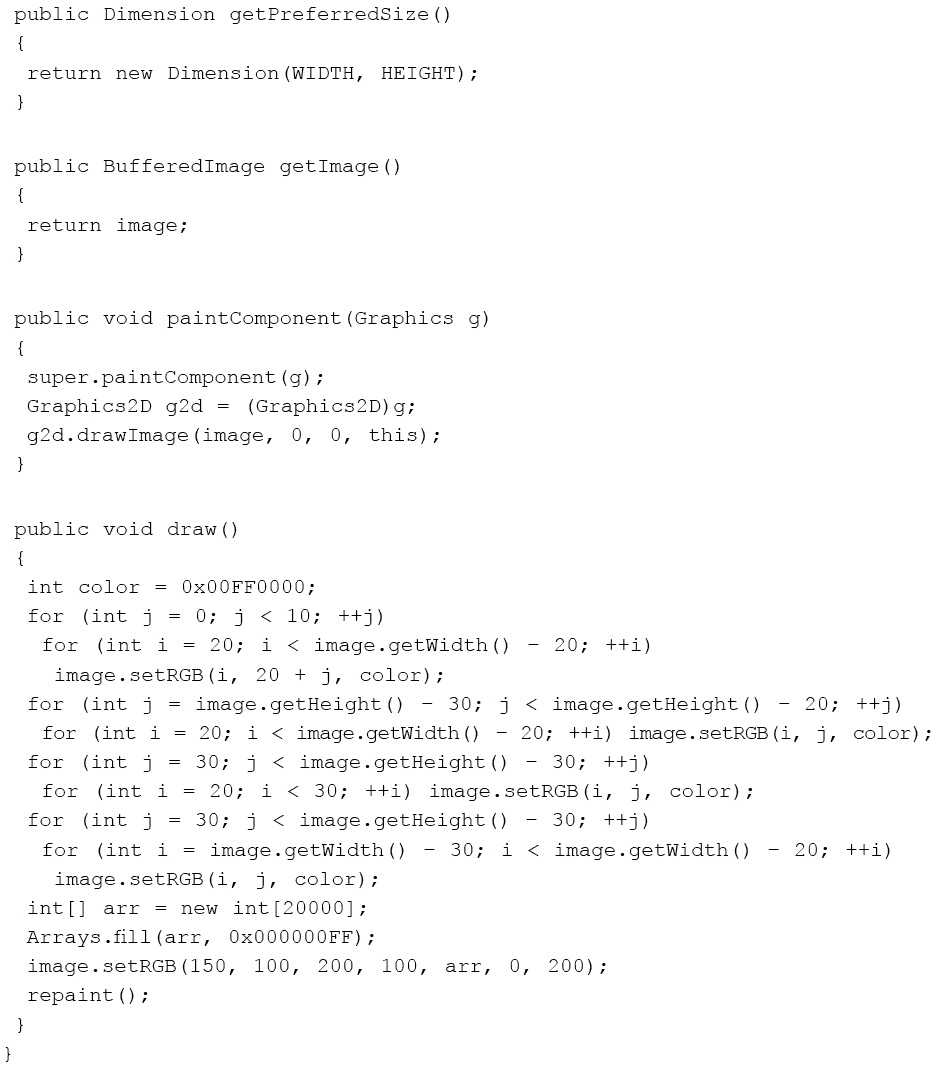 public Dimension getPreferredSize()
{
return new Dimension(WIDTH, HEIGHT);
}
public BufferedImage getImage()
{
return image;
}
public void paintComponent(Graphics g)
{
super.paintComponent(g);
Graphics2D g2d = (Graphics2D)g;
g2d.drawImage(image, 0, 0, this);
}
public void draw()
{
int color = 0x00FF0000;
for (int j = 0; j < 10; ++j)
for (int i = 20; i < image.getWidth() - 20; ++i)
image.setRGB(i, 20 + j, color);
for (int j = image.getHeight() - 30; j < image.getHeight() - 20; ++j)
for (int i = 20; i < image.getWidth() - 20; ++i) image.setRGB(i, j, color);
for (int j = 30; j < image.getHeight() - 30; ++j)
for (int i = 20; i < 30; ++i) image.setRGB(i, j, color);
for (int j = 30; j < image.getHeight() - 30; ++j)
for (int i = image.getWidth() - 30; i < image.getWidth() - 20; ++i)
image.setRGB(i, j, color);
int[] arr = new int[20000];
Arrays.fill(arr, 0x000000FF);
image.setRGB(150, 100, 200, 100, arr, 0, 200);
repaint();
}
}